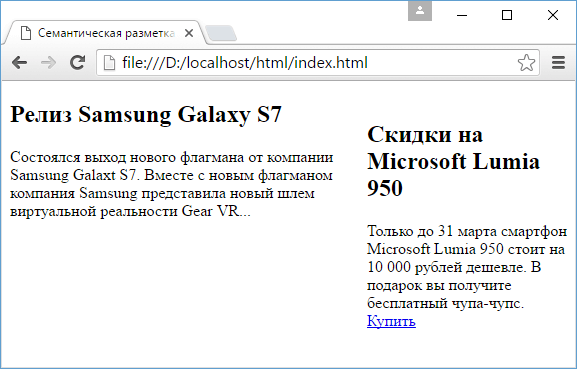 Семантическая разметка
file:///D:/localhost/html/index.html
Релиз Samsung Galaxy S7
Состоялся выход нового флагмана от компании
Samsung Galaxt S7. Вместе с новым флагманом
компания Samsung представила новый шлем
виртуальной реальности Gear VR...
Скидки на
Microsoft Lumia
950
Только до 31 марта смартфон
Microsoft Lumia 950 стоит на
10 000 рублей дешевле. В
подарок вы получите
бесплатный чупа-чупс.
Купить